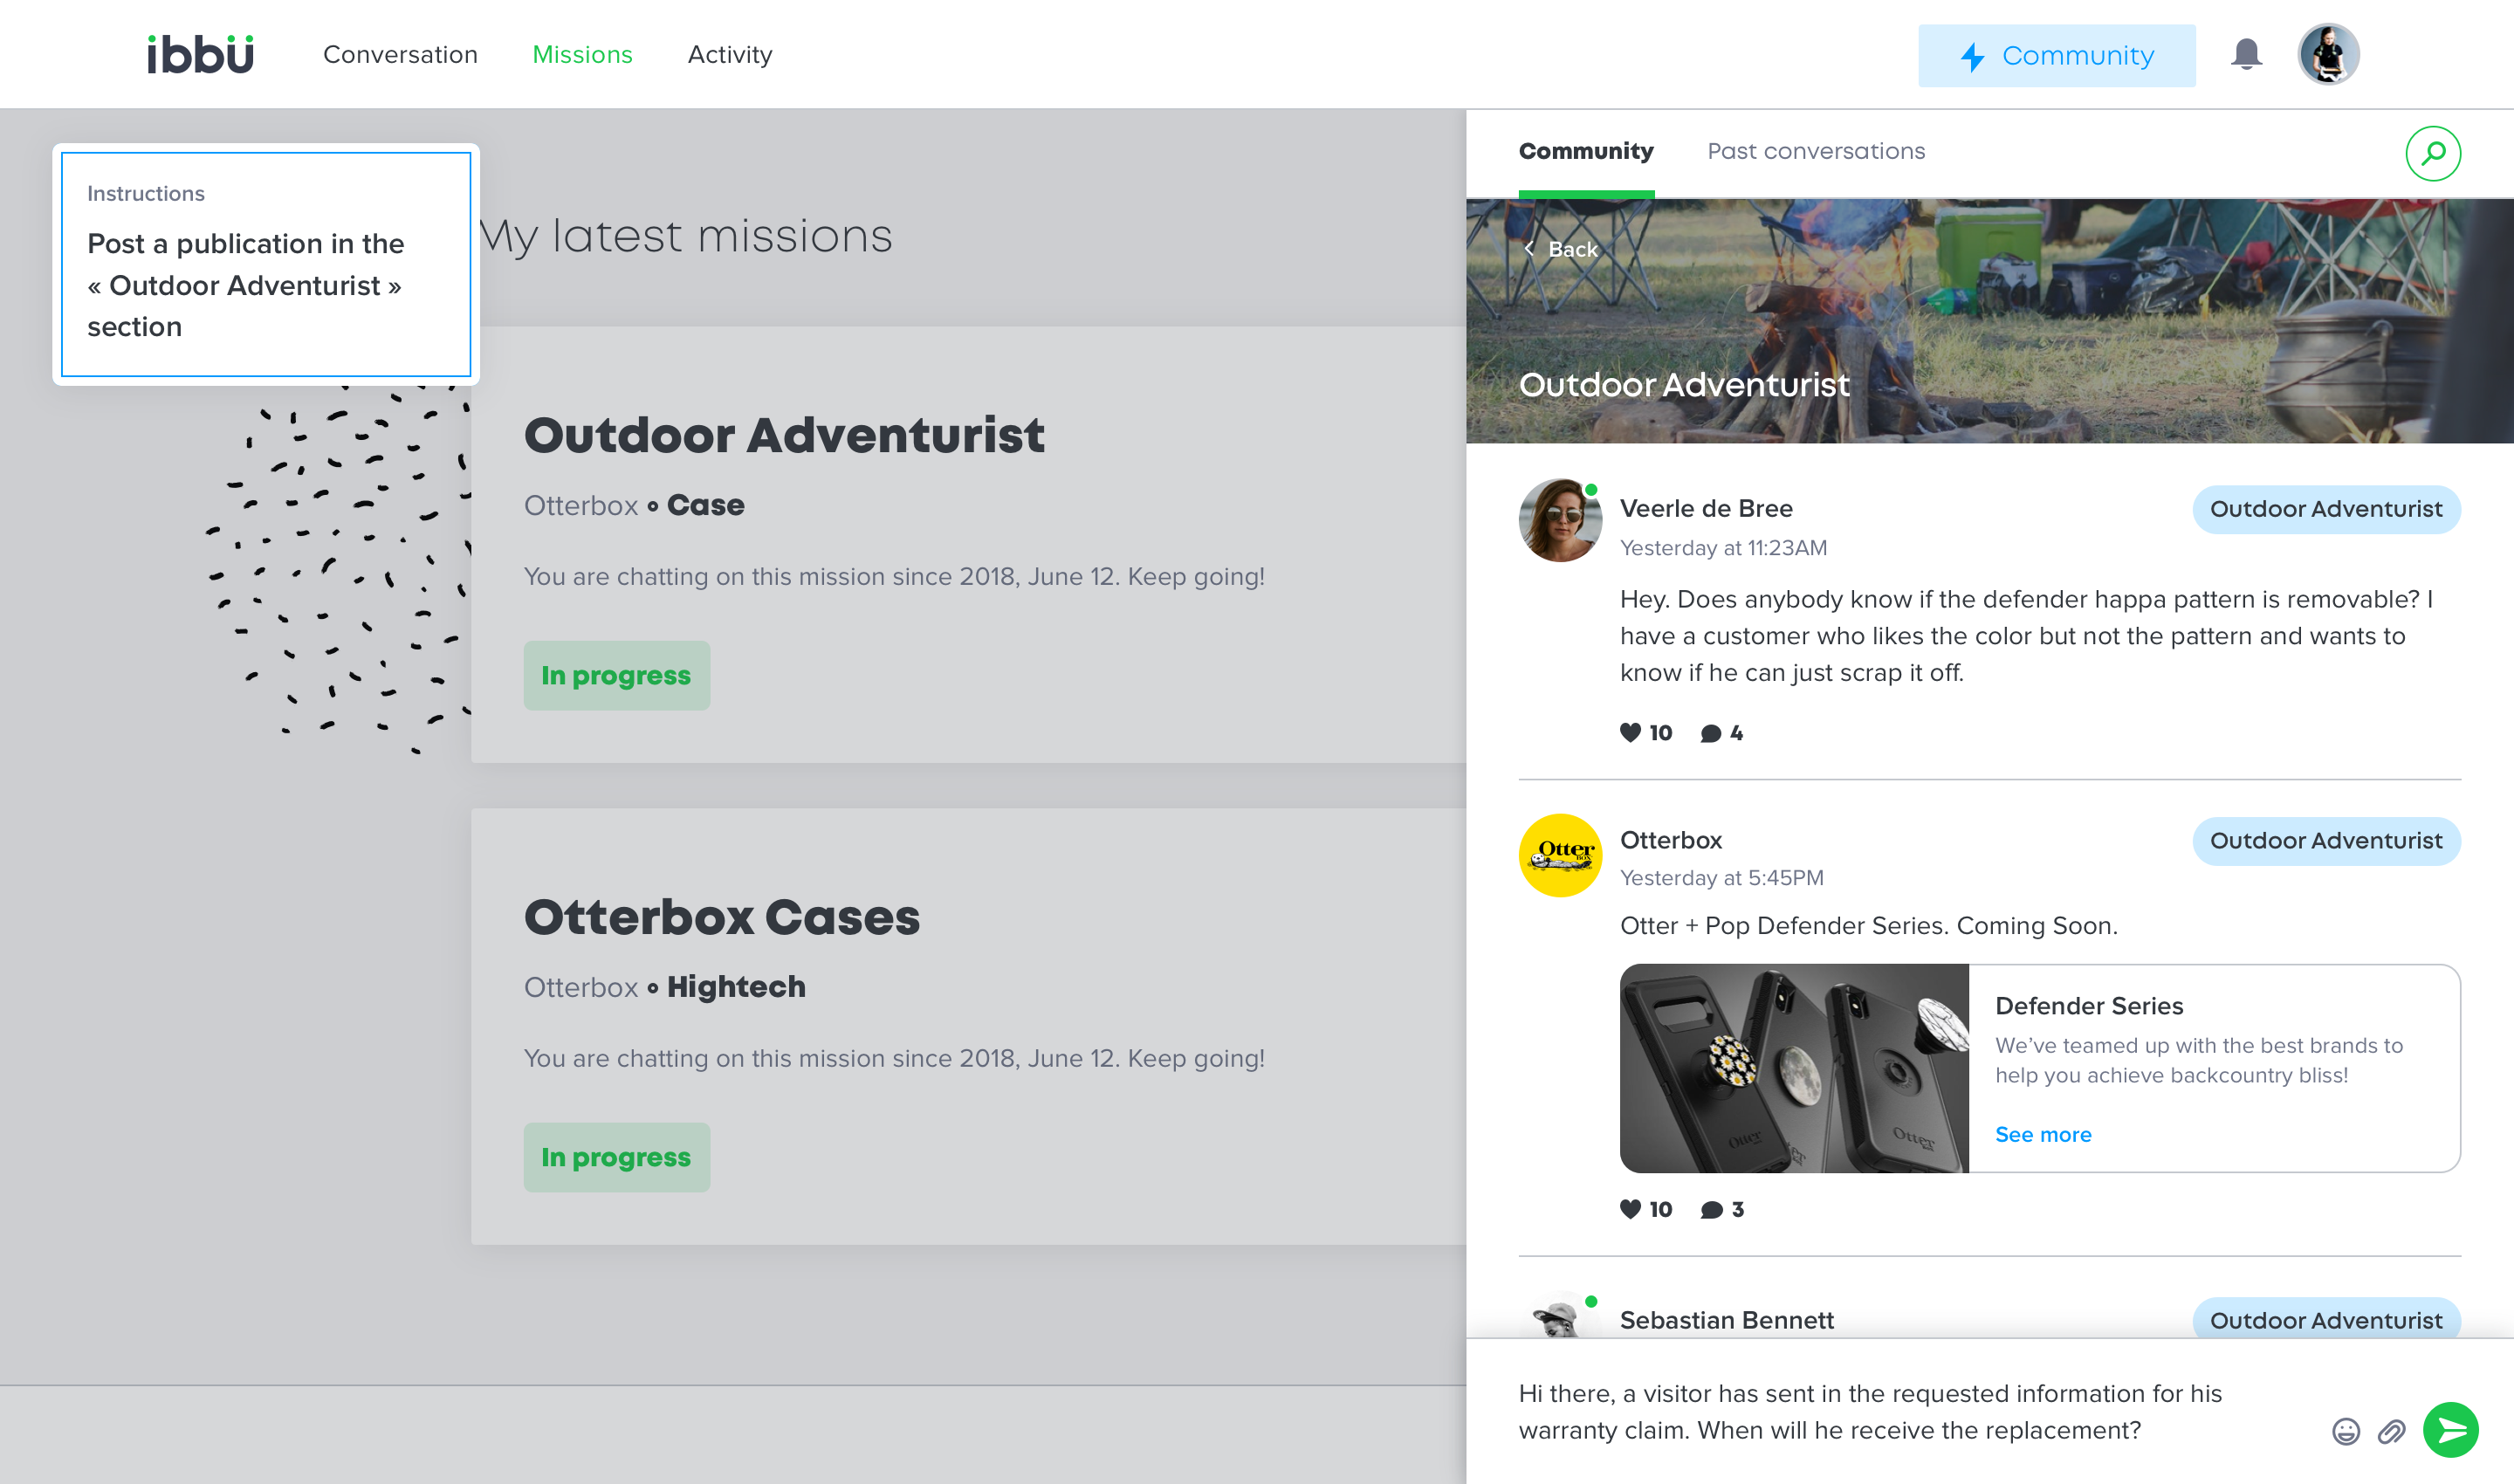 ibbü
Conversation
Missions
Activity
Community
Instructions
Post a publication in the
« Outdoor Adventurist »
section
My latest missions
Outdoor Adventurist
Otterbox Case
You are chatting on this mission since 2018, June 12. Keep going!
In progress
Otterbox Cases
Otterbox Hightech
You are chatting on this mission since 2018, June 12. Keep going!
In progress
Community
Past conversations
Back
Outdoor Adventurist
Veerle de Bree
Outdoor Adventurist
Yesterday at 11:23AM
Hey. Does anybody know if the defender happa pattern is removable? I
have a customer who likes the color but not the pattern and wants to
know if he can just scrap it off.
10
4
Otter
BOX
Otterbox
Outdoor Adventurist
Yesterday at 5:45PM
Otter + Pop Defender Series. Coming Soon.
Otter
Otter
Defender Series
We’ve teamed up with the best brands to
help you achieve backcountry bliss!
See more
10
3
Sebastian Bennett
Outdoor Adventurist
Hi there, a visitor has sent in the requested information for his
warranty claim. When will he receive the replacement?